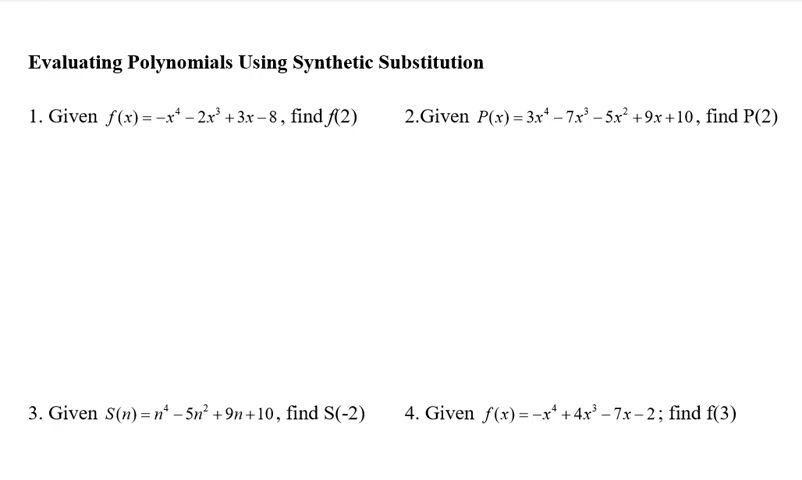 Evaluating Polynomials Using Synthetic Substitution
1. Given f(x) = −x⁴ − 2x³ + 3x − 8, find f(2)
2.Given P(x) = 3x⁴ − 7x³ − 5x² + 9x + 10, find P(2)
3. Given S(n) = n⁴ − 5n² + 9n + 10, find S(-2)
4. Given f(x) = −x⁴ + 4x³ − 7x − 2; find f(3)